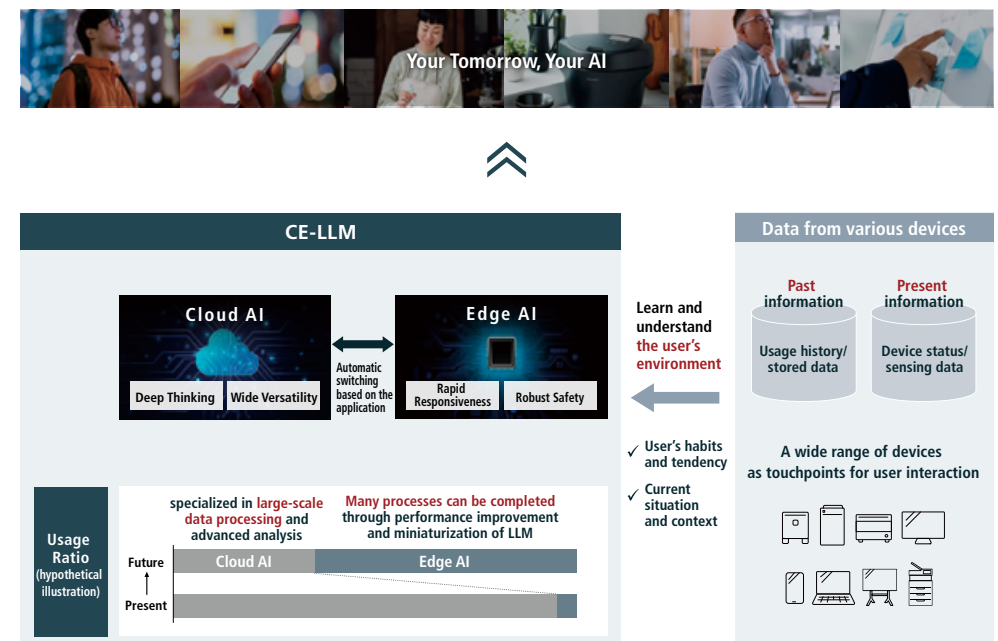 Your Tomorrow, Your AI
CE-LLM
Cloud AI
Deep Thinking
Wide Versatility
Automatic
switching
based on the
application
Edge AI
Rapid
Responsiveness
Robust Safety
Learn and
understand
the user's
environment
✓ User's habits
and tendency
✓ Current
situation
and context
Data from various devices
Past
information
Usage history/
stored data
Present
information
Device status/
sensing data
A wide range of devices
as touchpoints for user interaction
Usage
Ratio
(hypothetical
illustration)
specialized in large-scale
data processing and
advanced analysis
Many processes can be completed
through performance improvement
and miniaturization of LLM
Future
Cloud AI
Edge AI
Present